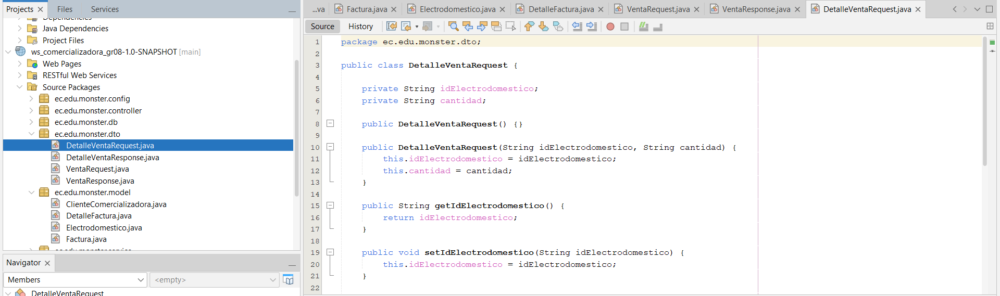 Projects
Files
Services
Dependencies
Java Dependencies
Project Files
ws_comercializadora_gr08-1.0-SNAPSHOT [main]
Web Pages
RESTful Web Services
Source Packages
ec.edu.monster.config
ec.edu.monster.controller
ec.edu.monster.db
ec.edu.monster.dto
DetalleVentaRequest.java
DetalleVentaResponse.java
VentaRequest.java
VentaResponse.java
ec.edu.monster.model
ClienteComercializadora.java
DetalleFactura.java
Electrodomestico.java
Factura.java
ec.edu.monster.service
Navigator
Members
<empty>
DetalleVentaRequest
...va
Factura.java
Electrodomestico.java
DetalleFactura.java
VentaRequest.java
VentaResponse.java
DetalleVentaRequest.java
Source
History
1 package ec.edu.monster.dto;
2
3 public class DetalleVentaRequest {
4
5 private String idElectrodomestico;
6 private String cantidad;
7
8 public DetalleVentaRequest() {}
9
10 public DetalleVentaRequest(String idElectrodomestico, String cantidad) {
11 this.idElectrodomestico = idElectrodomestico;
12 this.cantidad = cantidad;
13 }
14
15 public String getIdElectrodomestico() {
16 return idElectrodomestico;
17 }
18
19 public void setIdElectrodomestico(String idElectrodomestico) {
20 this.idElectrodomestico = idElectrodomestico;
21 }
22